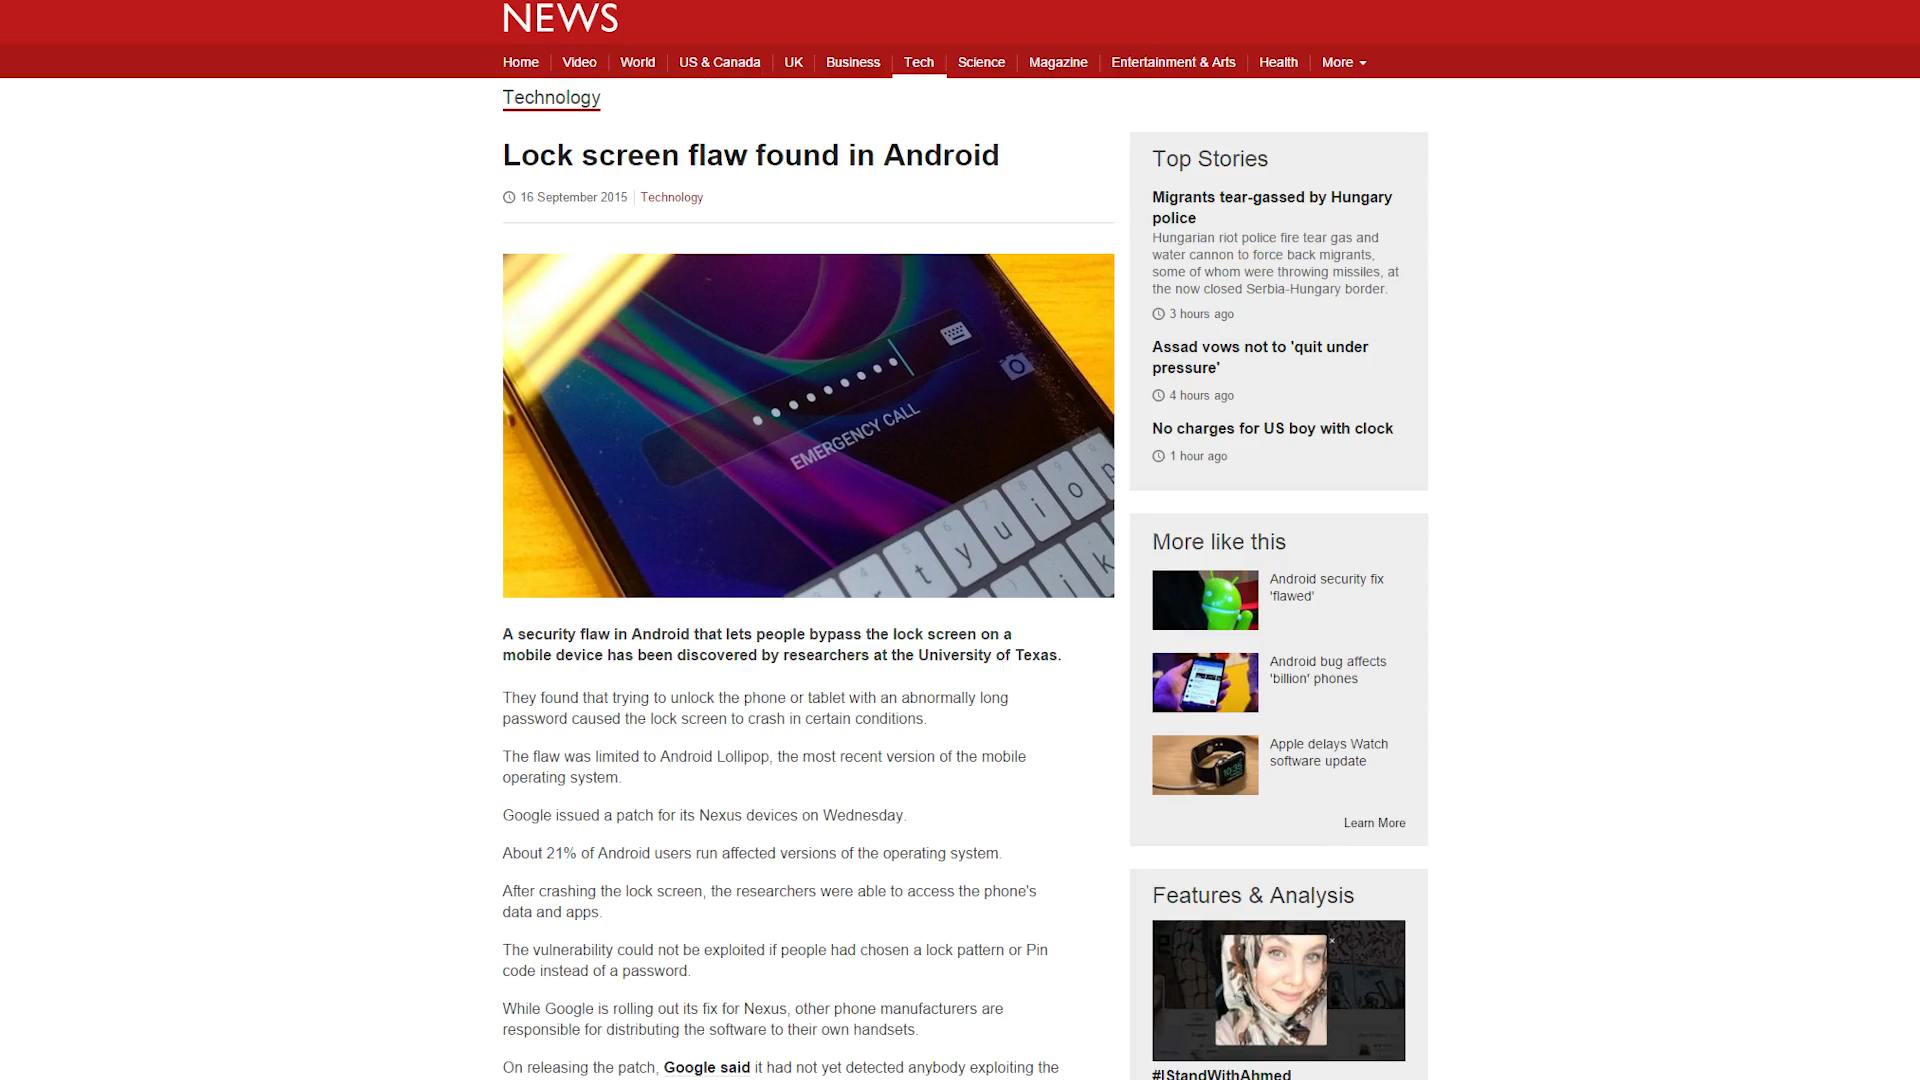 NEWS
Home Video World US & Canada UK Business Tech Science Magazine Entertainment & Arts Health More
Technology
Lock screen flaw found in Android
16 September 2015 Technology
EMERGENCY CALL
4 5 6 7 8 9 0
r t y u i o p
j k
A security flaw in Android that lets people bypass the lock screen on a
mobile device has been discovered by researchers at the University of Texas.
They found that trying to unlock the phone or tablet with an abnormally long
password caused the lock screen to crash in certain conditions.
The flaw was limited to Android Lollipop, the most recent version of the mobile
operating system.
Google issued a patch for its Nexus devices on Wednesday.
About 21% of Android users run affected versions of the operating system.
After crashing the lock screen, the researchers were able to access the phone's
data and apps.
The vulnerability could not be exploited if people had chosen a lock pattern or Pin
code instead of a password.
While Google is rolling out its fix for Nexus, other phone manufacturers are
responsible for distributing the software to their own handsets.
On releasing the patch, Google said it had not yet detected anybody exploiting the
Top Stories
Migrants tear-gassed by Hungary
police
Hungarian riot police fire tear gas and
water cannon to force back migrants,
some of whom were throwing missiles, at
the now closed Serbia-Hungary border.
3 hours ago
Assad vows not to 'quit under
pressure'
4 hours ago
No charges for US boy with clock
1 hour ago
More like this
Android security fix
'flawed'
Android bug affects
'billion' phones
10:35
Apple delays Watch
software update
Learn More
Features & Analysis
#IStandWithAhmed